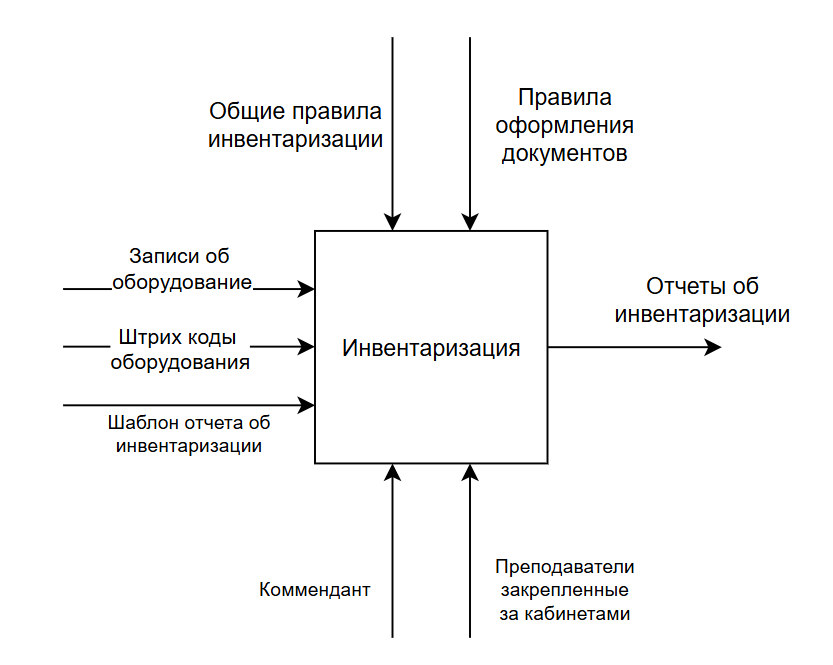 Общие правила
инвентаризации
Правила
оформления
документов
Записи об
оборудование
Штрих коды
оборудования
Шаблон отчета об
инвентаризации
Инвентаризация
Отчеты об
инвентаризации
Коммендант
Преподаватели
закрепленные
за кабинетами